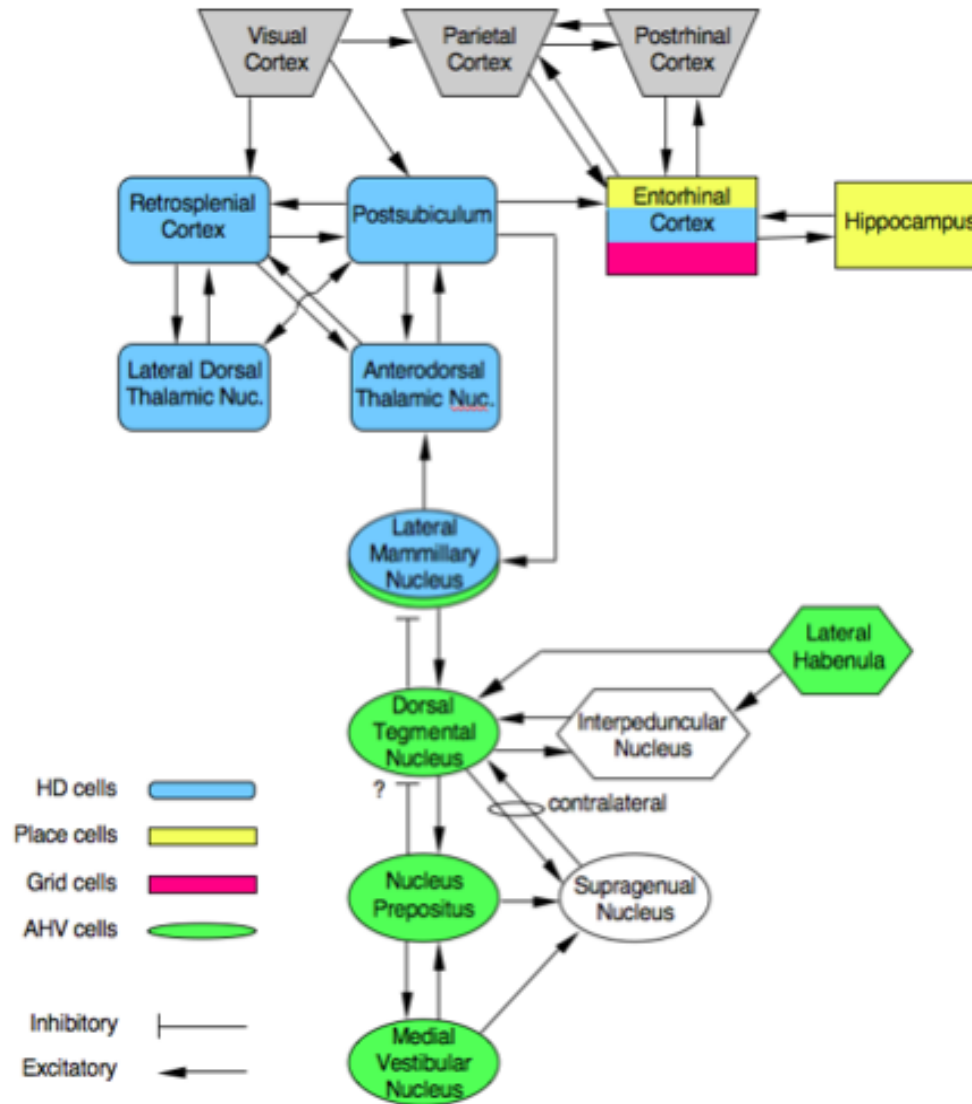 Visual
Cortex
Parietal
Cortex
Postrhinal
Cortex
Retrosplenial
Cortex
Postsubiculum
Entorhinal
Cortex
Hippocampus
Lateral Dorsal
Thalamic Nuc.
Anterodorsal
Thalamic Nuc.
Lateral
Mammillary
Nucleus
Lateral
Habenula
Dorsal
Tegmental
Nucleus
Interpeduncular
Nucleus
?
contralateral
Nucleus
Prepositus
Supragenual
Nucleus
Medial
Vestibular
Nucleus
HD cells
Place cells
Grid cells
AHV cells
Inhibitory
Excitatory